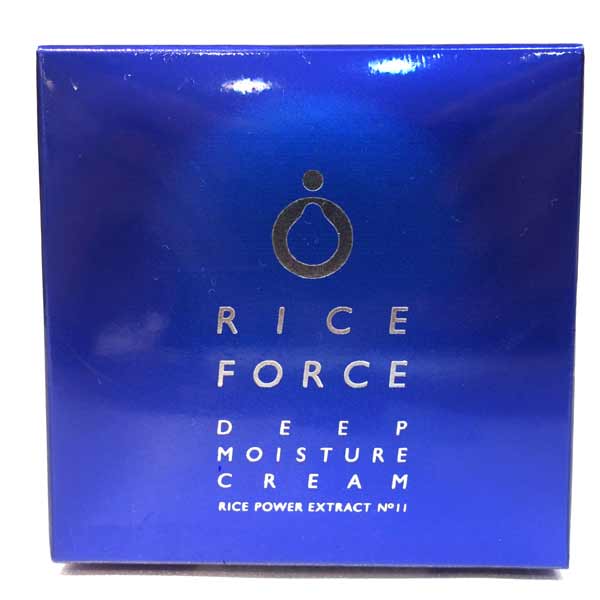 RICE
FORCE
DEEP
MOISTURE
CREAM
RICE POWER EXTRACT Nº11